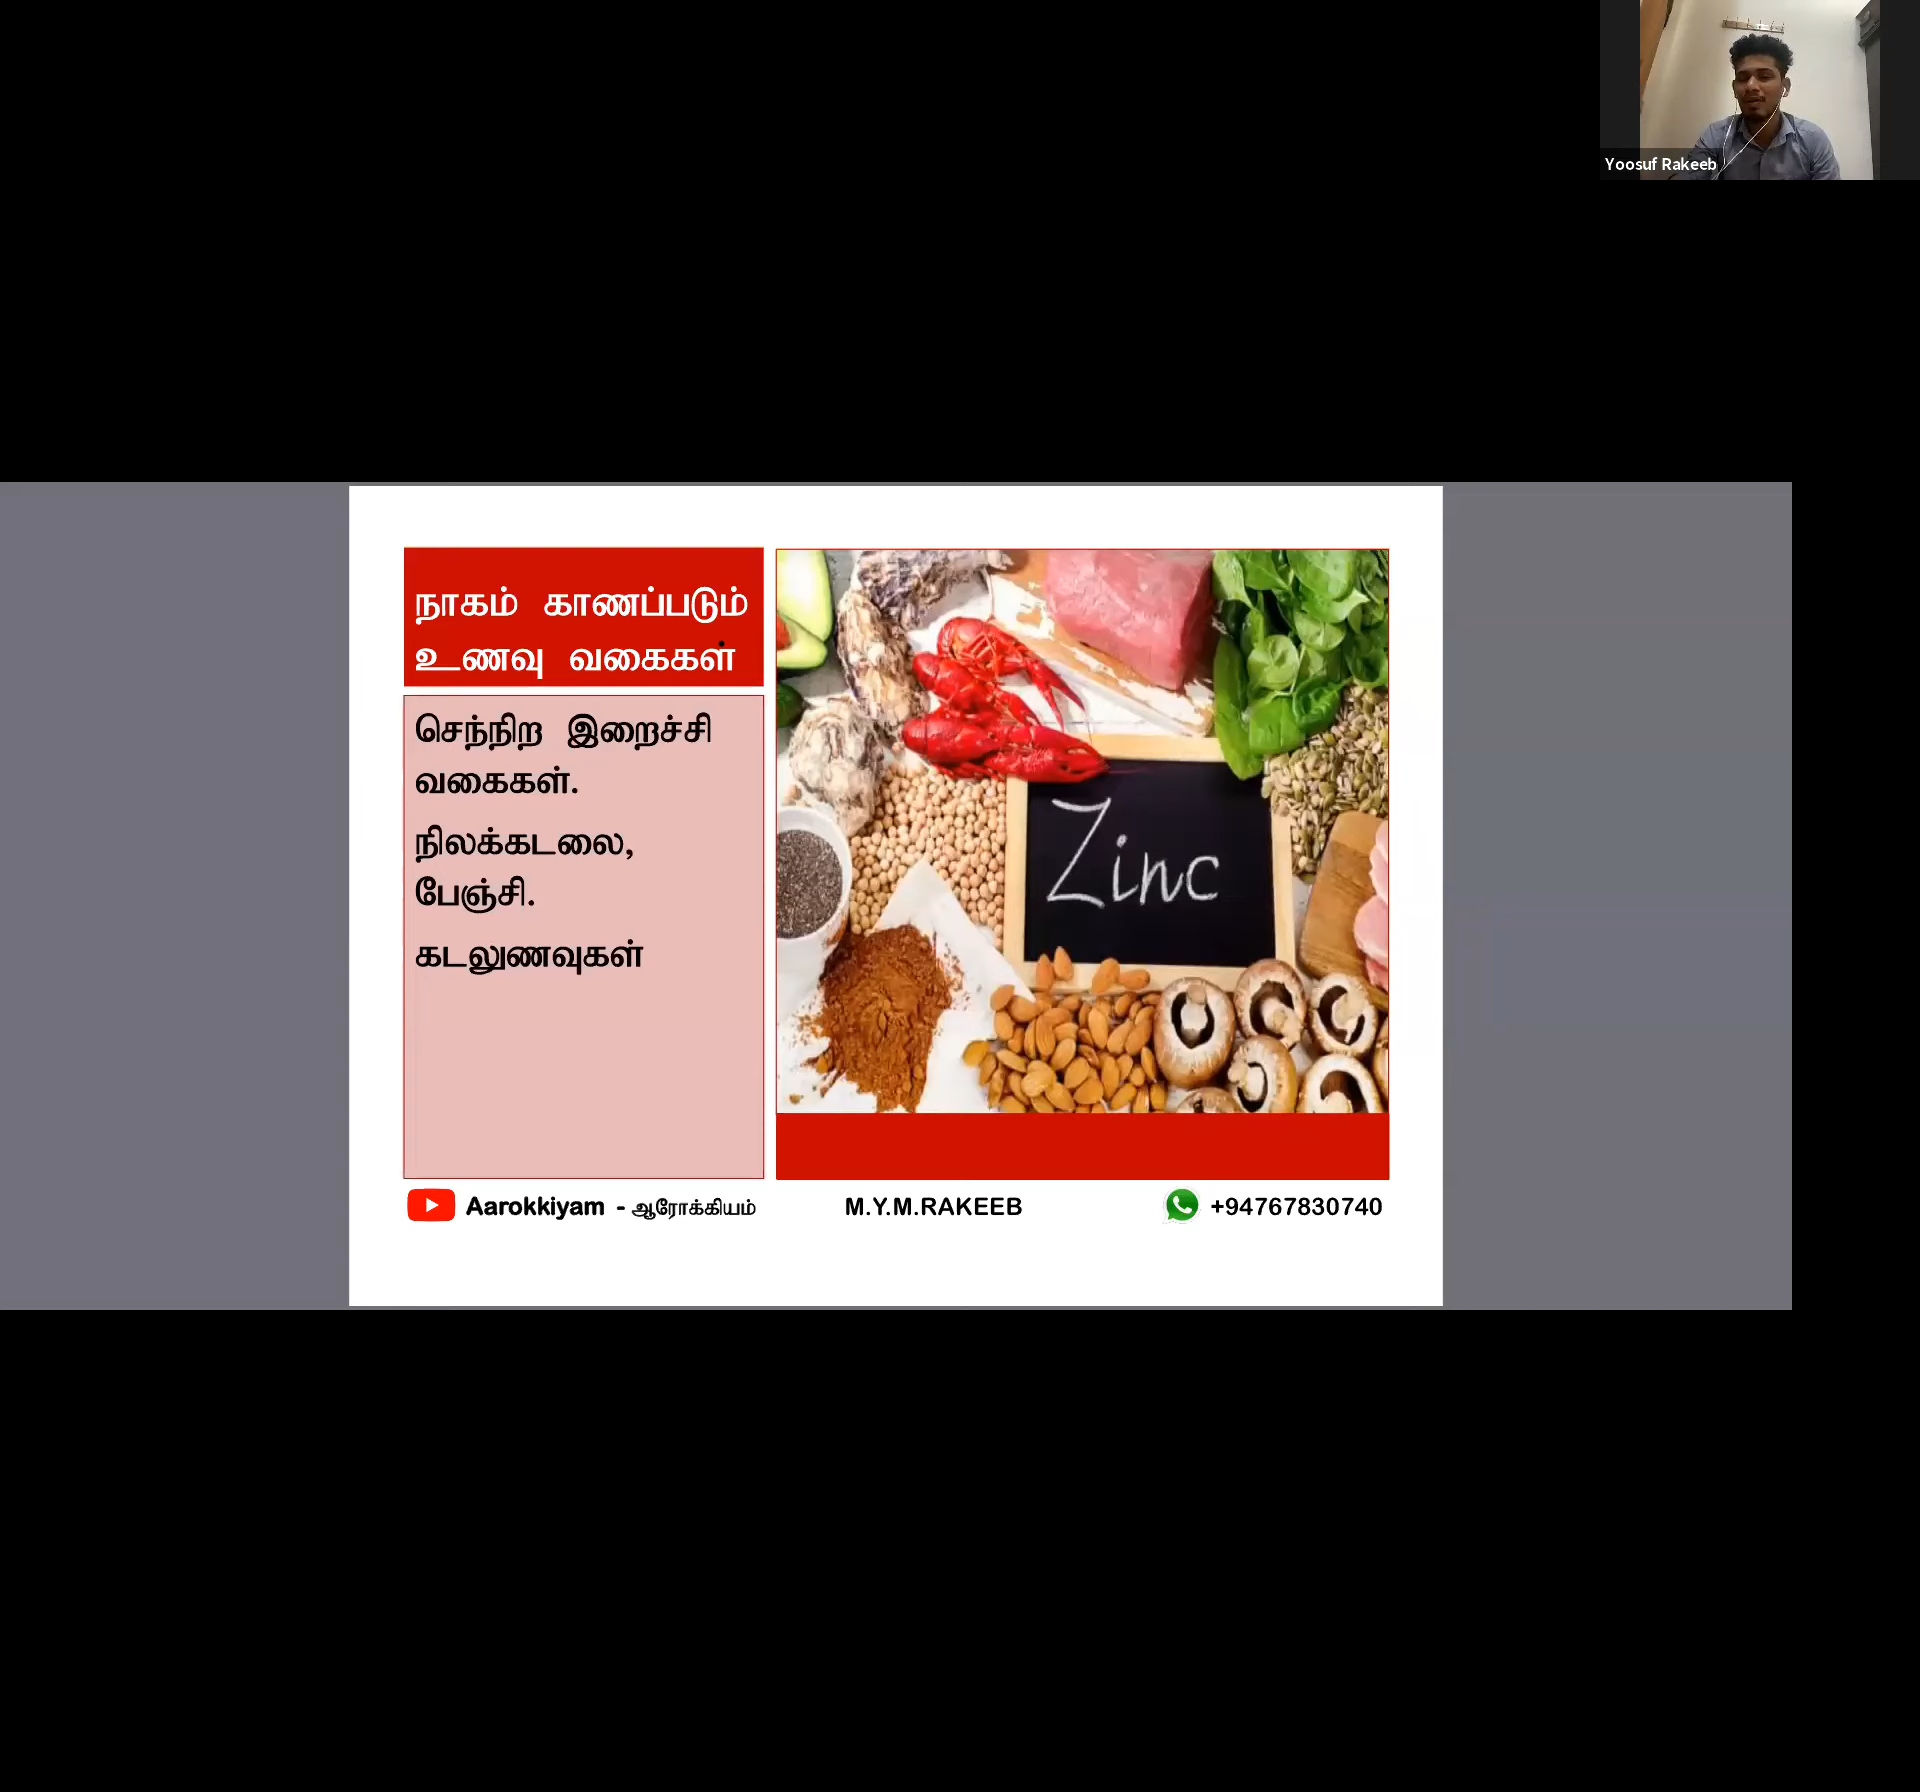 Yoosuf Rakeeb
நாகம் காணப்படும்
உணவு வகைகள்
செந்நிற இறைச்சி
வகைகள்.
நிலக்கடலை,
பேஞ்சி.
கடலுணவுகள்
Zinc
Aarokkiyam - ஆரோக்கியம்
M.Y.M.RAKEEB
+94767830740